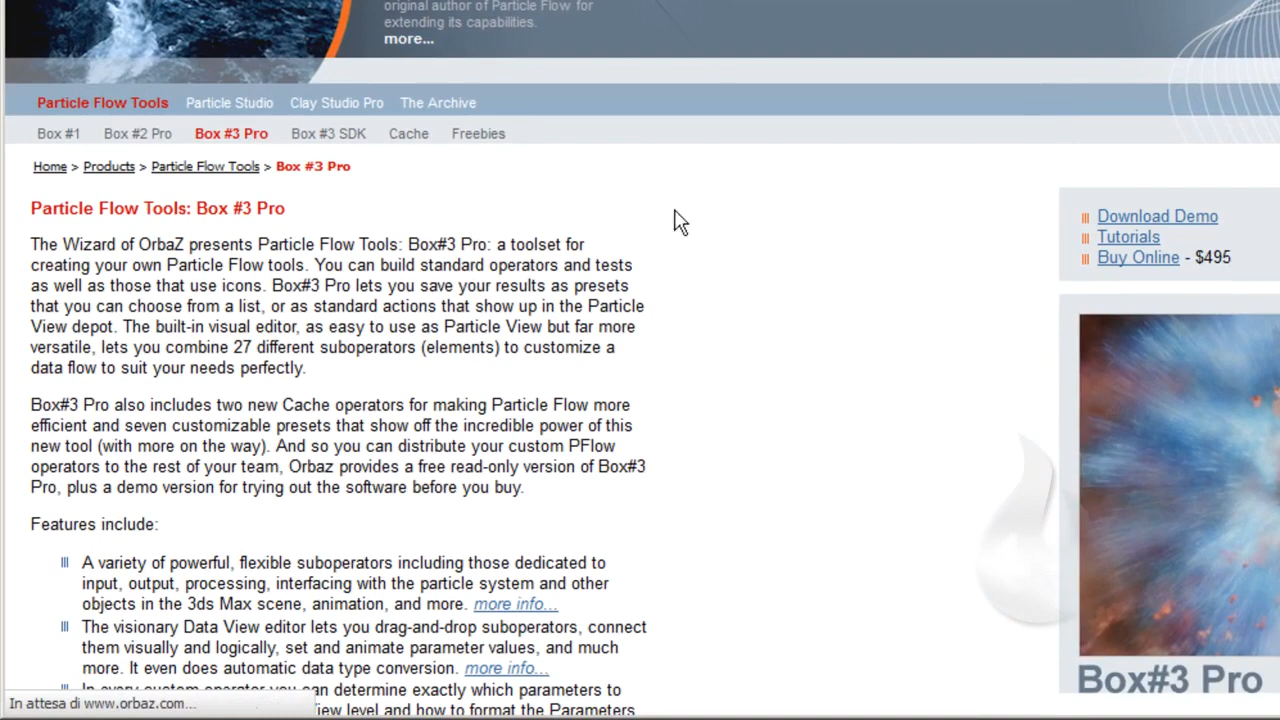 original author of Particle Flow for
extending its capabilities.
more...
Particle Flow Tools Particle Studio Clay Studio Pro The Archive
Box #1 Box #2 Pro Box #3 Pro Box #3 SDK Cache Freebies
Home > Products > Particle Flow Tools > Box #3 Pro
Particle Flow Tools: Box #3 Pro
The Wizard of OrbaZ presents Particle Flow Tools: Box#3 Pro: a toolset for
creating your own Particle Flow tools. You can build standard operators and tests
as well as those that use icons. Box#3 Pro lets you save your results as presets
that you can choose from a list, or as standard actions that show up in the Particle
View depot. The built-in visual editor, as easy to use as Particle View but far more
versatile, lets you combine 27 different suboperators (elements) to customize a
data flow to suit your needs perfectly.
Box#3 Pro also includes two new Cache operators for making Particle Flow more
efficient and seven customizable presets that show off the incredible power of this
new tool (with more on the way). And so you can distribute your custom PFlow
operators to the rest of your team, Orbaz provides a free read-only version of Box#3
Pro, plus a demo version for trying out the software before you buy.
Features include:
A variety of powerful, flexible suboperators including those dedicated to
input, output, processing, interfacing with the particle system and other
objects in the 3ds Max scene, animation, and more. more info...
The visionary Data View editor lets you drag-and-drop suboperators, connect
them visually and logically, set and animate parameter values, and much
more. It even does automatic data type conversion. more info...
In every custom operator you can determine exactly which parameters to
view level and how to format the Parameters
In attesa di www.orbaz.com...
Download Demo
Tutorials
Buy Online - $495
Box#3 Pro